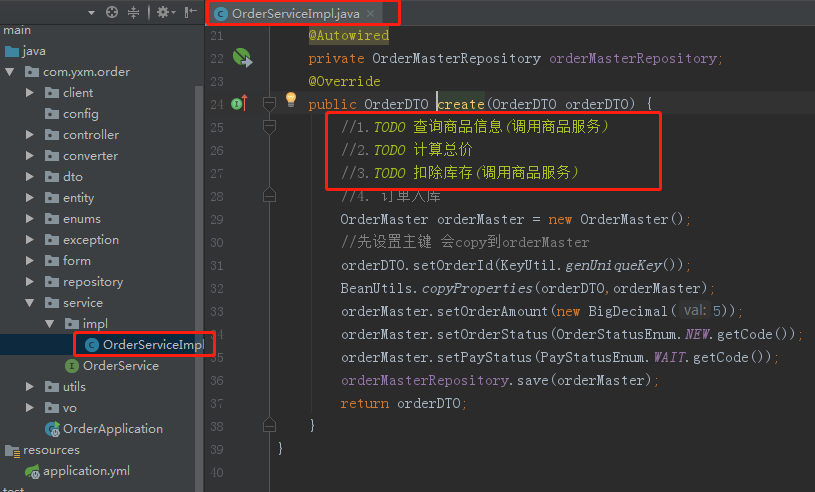 main
java
com.yxm.order
client
config
controller
converter
dto
entity
enums
exception
form
repository
service
impl
OrderServiceImpl
OrderService
utils
vo
OrderApplication
resources
application.yml
OrderServiceImpl.java
21 @Autowired
22 private OrderMasterRepository orderMasterRepository;
23 @Override
24 public OrderDTO create(OrderDTO orderDTO) {
25 //1.TODO 查询商品信息(调用商品服务)
26 //2.TODO 计算总价
27 //3.TODO 扣除库存(调用商品服务)
28 //4. 订单入库
29 OrderMaster orderMaster = new OrderMaster();
30 //先设置主键 会copy到orderMaster
31 orderDTO.setOrderId(KeyUtil.genUniqueKey());
32 BeanUtils.copyProperties(orderDTO,orderMaster);
33 orderMaster.setOrderAmount(new BigDecimal( val: 5));
34 orderMaster.setOrderStatus(OrderStatusEnum.NEW.getCode());
35 orderMaster.setPayStatus(PayStatusEnum.WAIT.getCode());
36 orderMasterRepository.save(orderMaster);
37 return orderDTO;
38 }
39 }
40